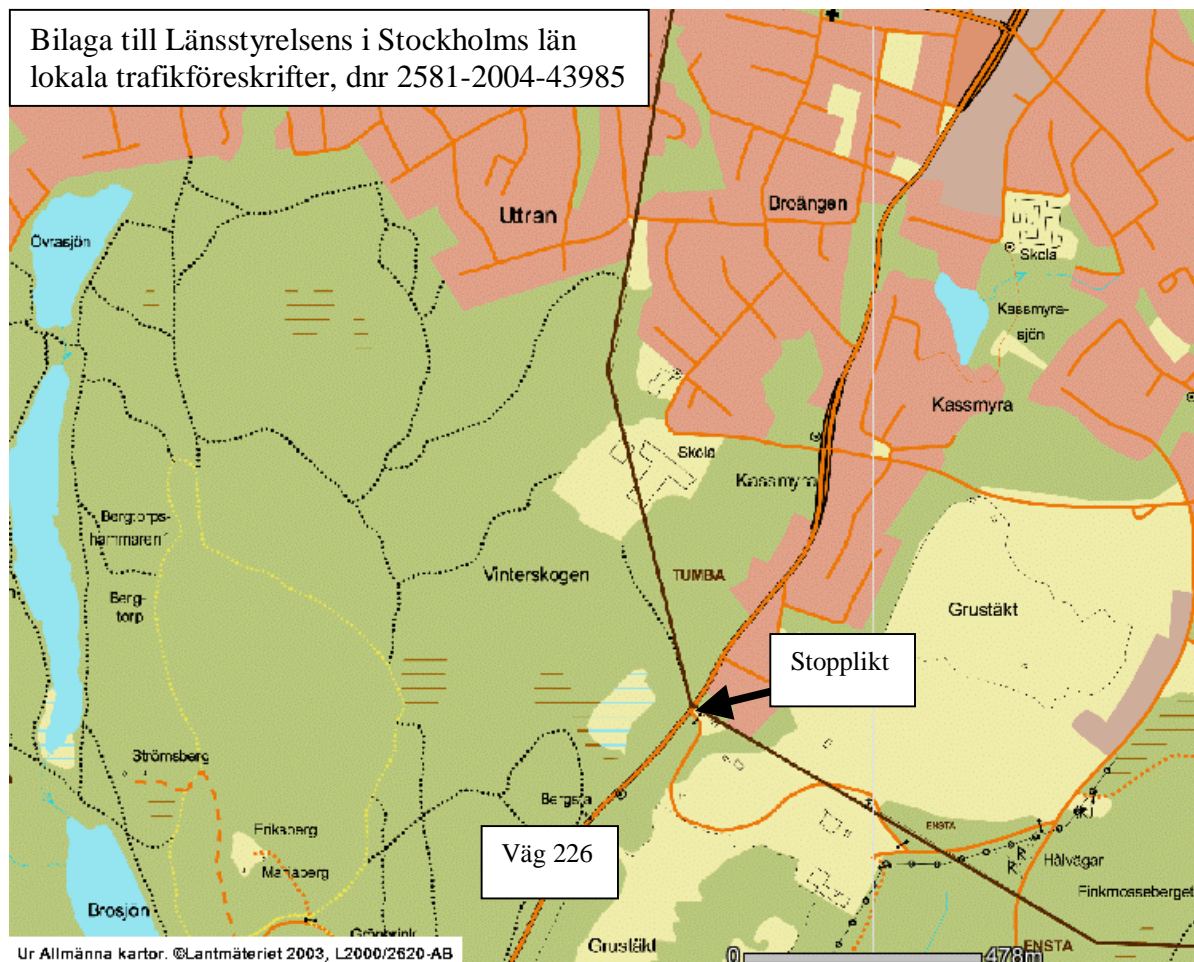 Bilaga till Länsstyrelsens i Stockholms län
lokala trafikföreskrifter, dnr 2581-2004-43985
Uttran
Broängen
Övrasjön
Skola
Kassmyra-
sjön
Kassmyra
Skola
Kassmyra
Bergtorps-
hammaren
Vinterskogen
TUMBA
Berg-
torp
Grustäkt
Stopplikt
Strömsberg
Bergsta
Eriksberg
ENSTA
Väg 226
Hålvägar
Mariaberg
Finkmosseberget
Brosjön
Grustäkt
ENSTA
Ur Allmänna kartor. ©Lantmäteriet 2003, L2000/2620-AB
0
478m